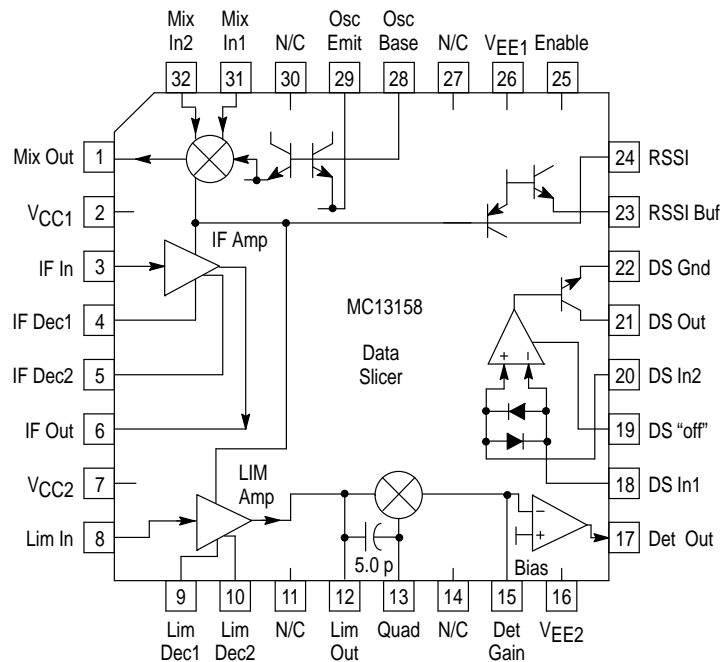 Mix In2
Mix In1
N/C
Osc Emit
Osc Base
N/C
VEE1
Enable
32
31
30
29
28
27
26
25
Mix Out
1
VCC1
2
IF In
3
IF Dec1
4
IF Dec2
5
IF Out
6
VCC2
7
Lim In
8
IF Amp
MC13158
Data
Slicer
LIM
Amp
5.0 p
Bias
+
–
–
+
24
RSSI
23
RSSI Buf
22
DS Gnd
21
DS Out
20
DS In2
19
DS “off”
18
DS In1
17
Det Out
9
10
11
12
13
14
15
16
Lim Dec1
Lim Dec2
N/C
Lim Out
Quad
N/C
Det Gain
VEE2